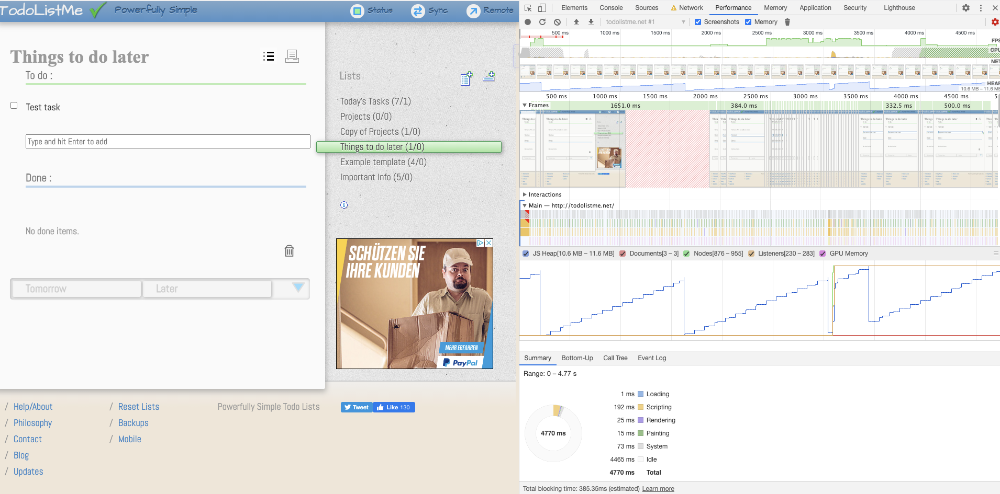 TodoListMe Powerfully Simple Status Sync Remote
Things to do later
To do :
Test task
Type and hit Enter to add
Done :
No done items.
Tomorrow Later
Lists
Today's Tasks (7/1)
Projects (0/0)
Copy of Projects (1/0)
Things to do later (1/0)
Example template (4/0)
Important Info (5/0)
SCHÜTZEN SIE
IHRE KUNDEN
MEHR ERFAHREN
PayPal
/ Help/About
/ Philosophy
/ Contact
/ Blog
/ Updates
/ Reset Lists
/ Backups
/ Mobile
Powerfully Simple Todo Lists
Tweet Like 130
Elements Console Sources Network Performance Memory Application Security Lighthouse
todolistme.net #1 Screenshots Memory
500 ms 1000 ms 1500 ms 2000 ms 2500 ms 3000 ms 3500 ms 4000 ms 4500 ms
FPS
CPU
NET
HEAP
10.6 MB – 11.6 MB
500 ms 1000 ms 1500 ms 2000 ms 2500 ms 3000 ms 3500 ms 4000 ms 4500 ms 5
Frames 1651.0 ms 384.0 ms 332.5 ms 500.0 ms
Interactions
Main — http://todolistme.net/
JS Heap[10.6 MB – 11.6 MB] Documents[3 – 3] Nodes[876 – 955] Listeners[230 – 283] GPU Memory
Summary Bottom-Up Call Tree Event Log
Range: 0 – 4.77 s
4770 ms
1 ms Loading
192 ms Scripting
25 ms Rendering
15 ms Painting
73 ms System
4465 ms Idle
4770 ms Total
Total blocking time: 385.35ms (estimated) Learn more